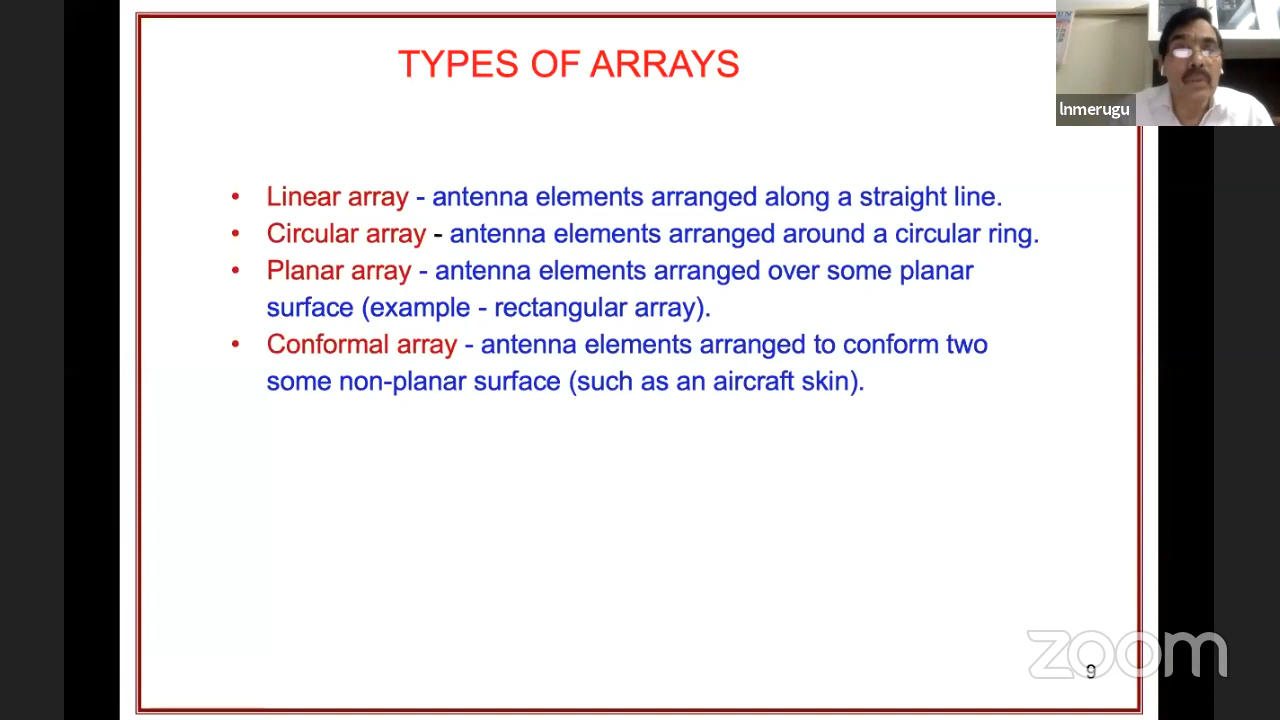 TYPES OF ARRAYS
lnmerugu
• Linear array - antenna elements arranged along a straight line.
• Circular array - antenna elements arranged around a circular ring.
• Planar array - antenna elements arranged over some planar
surface (example - rectangular array).
• Conformal array - antenna elements arranged to conform two
some non-planar surface (such as an aircraft skin).
zoom
9